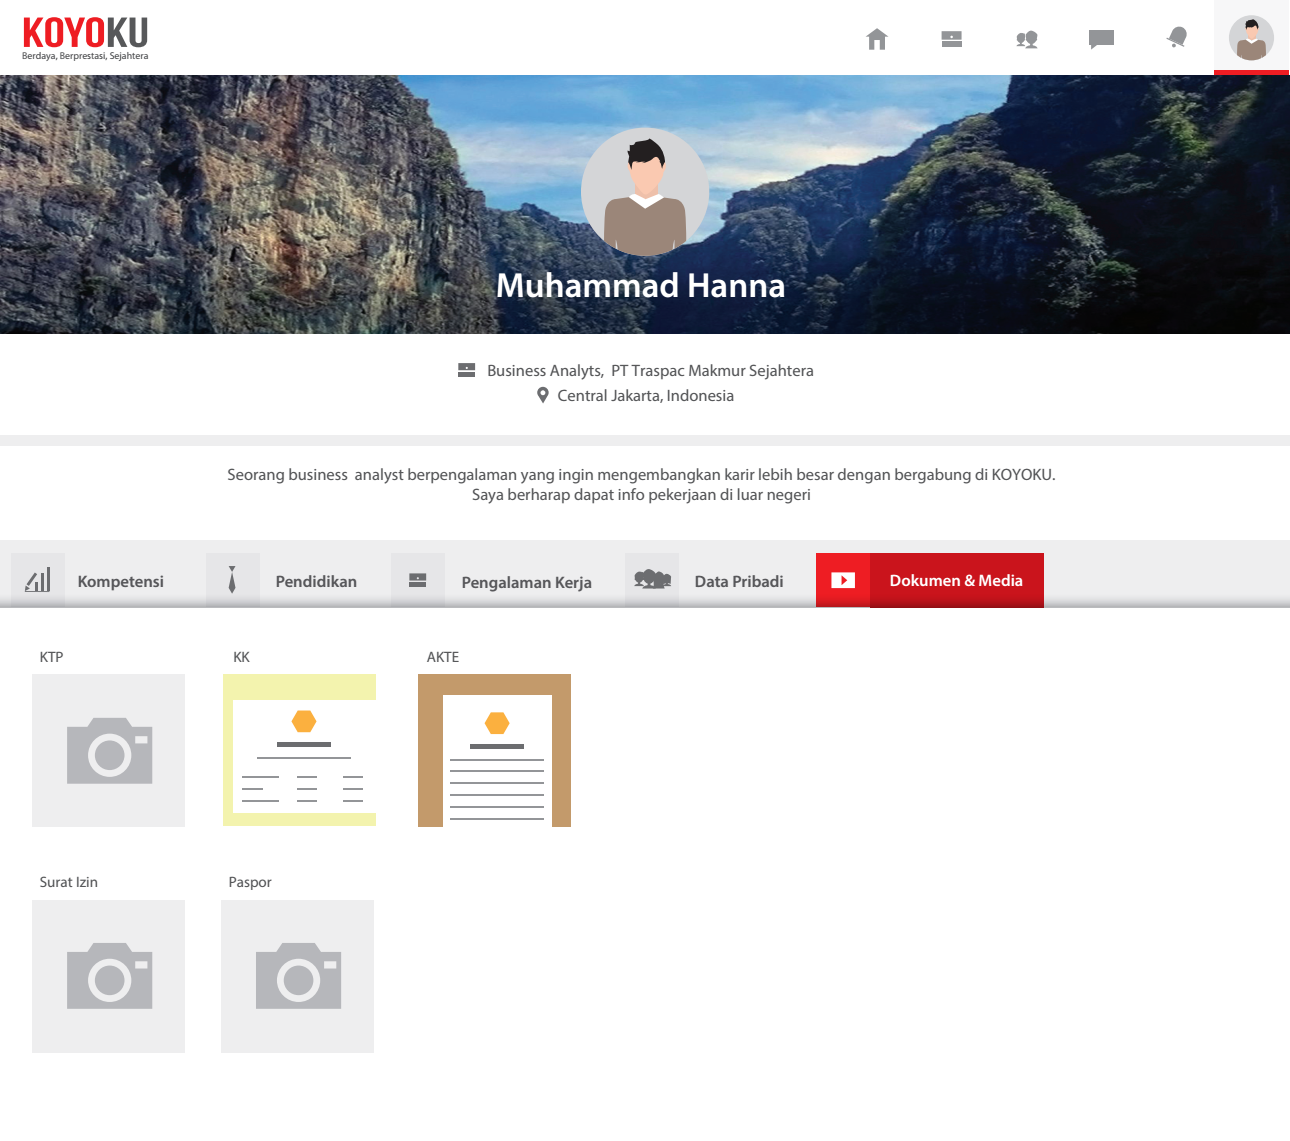 KOYOKU
Berdaya, Berprestasi, Sejahtera
Muhammad Hanna
Business Analyts,  PT Traspac Makmur Sejahtera
Central Jakarta, Indonesia
Seorang business  analyst berpengalaman yang ingin mengembangkan karir lebih besar dengan bergabung di KOYOKU.
Saya berharap dapat info pekerjaan di luar negeri
Kompetensi
Pendidikan
Pengalaman Kerja
Data Pribadi
Dokumen & Media
KTP
KK
AKTE
Surat Izin
Paspor